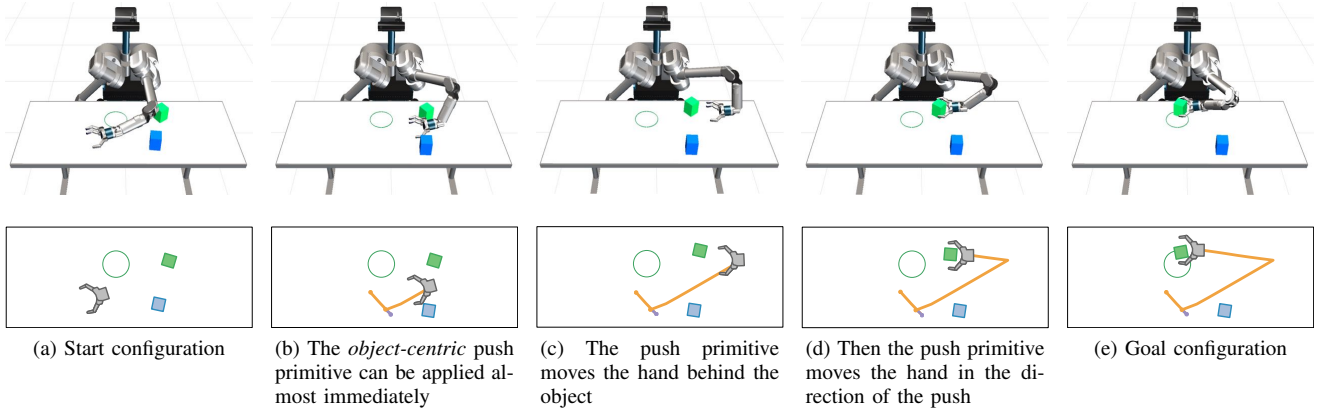 (a) Start configuration
(b) The object-centric push
primitive can be applied al-
most immediately
(c) The push primitive
moves the hand behind the
object
(d) Then the push primitive
moves the hand in the di-
rection of the push
(e) Goal configuration